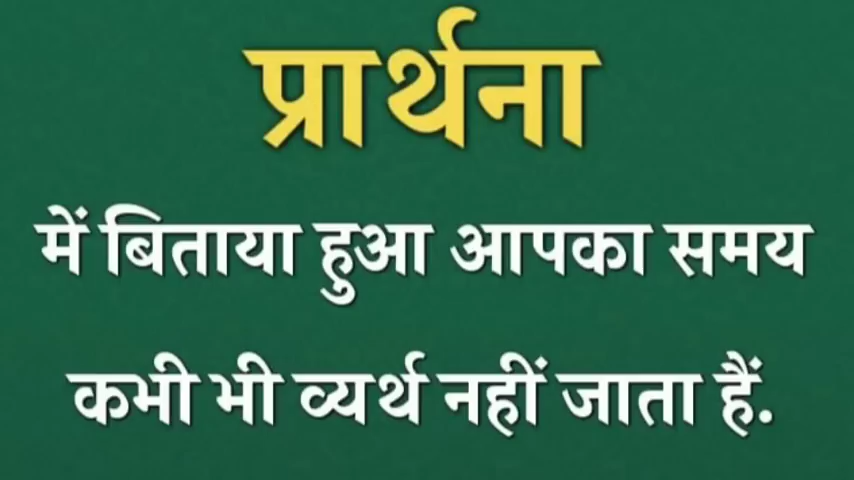 प्रार्थना
में बिताया हुआ आपका समय
कभी भी व्यर्थ नहीं जाता हैं.